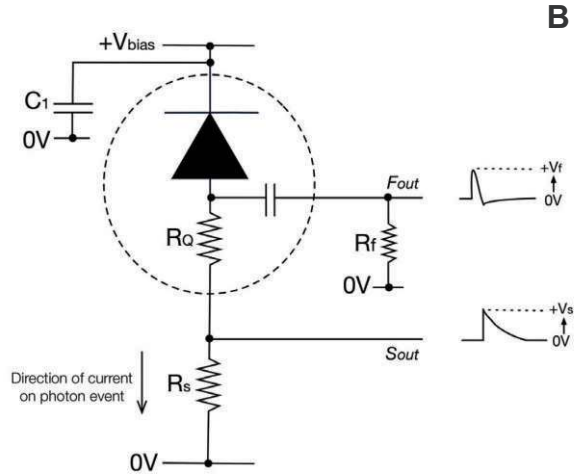 B
+Vbias
C1
0V
Fout
+Vf
0V
RQ
Rf
0V
+Vs
0V
Sout
Direction of current
on photon event
Rs
0V